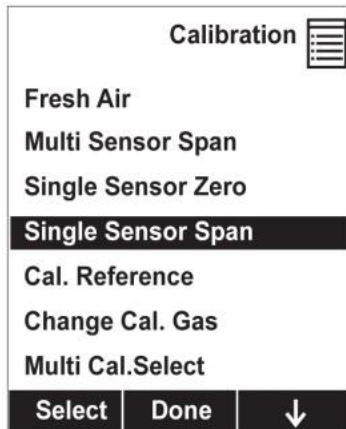 Calibration
Fresh Air
Multi Sensor Span
Single Sensor Zero
Single Sensor Span
Cal. Reference
Change Cal. Gas
Multi Cal.Select
Select Done ↓